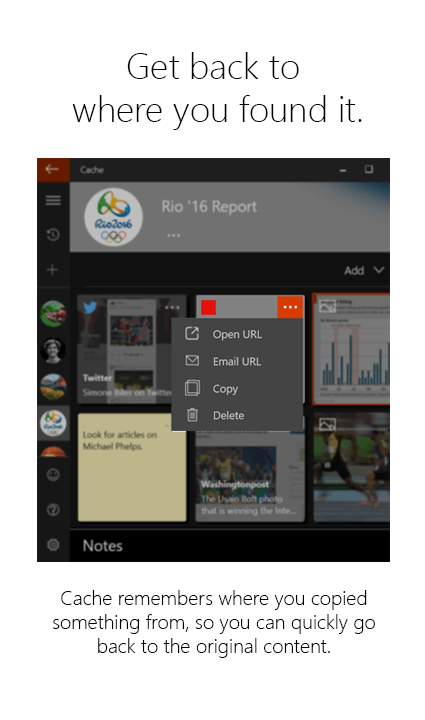 Get back to
where you found it.
Cache
Rio '16 Report
Rio2016
Add
Open URL
Email URL
Copy
Delete
Twitter
Simone Biles on Twitter
Look for articles on
Michael Phelps.
Washingtonpost
The Usain Bolt photo
that is winning the Inte...
Notes
Cache remembers where you copied
something from, so you can quickly go
back to the original content.